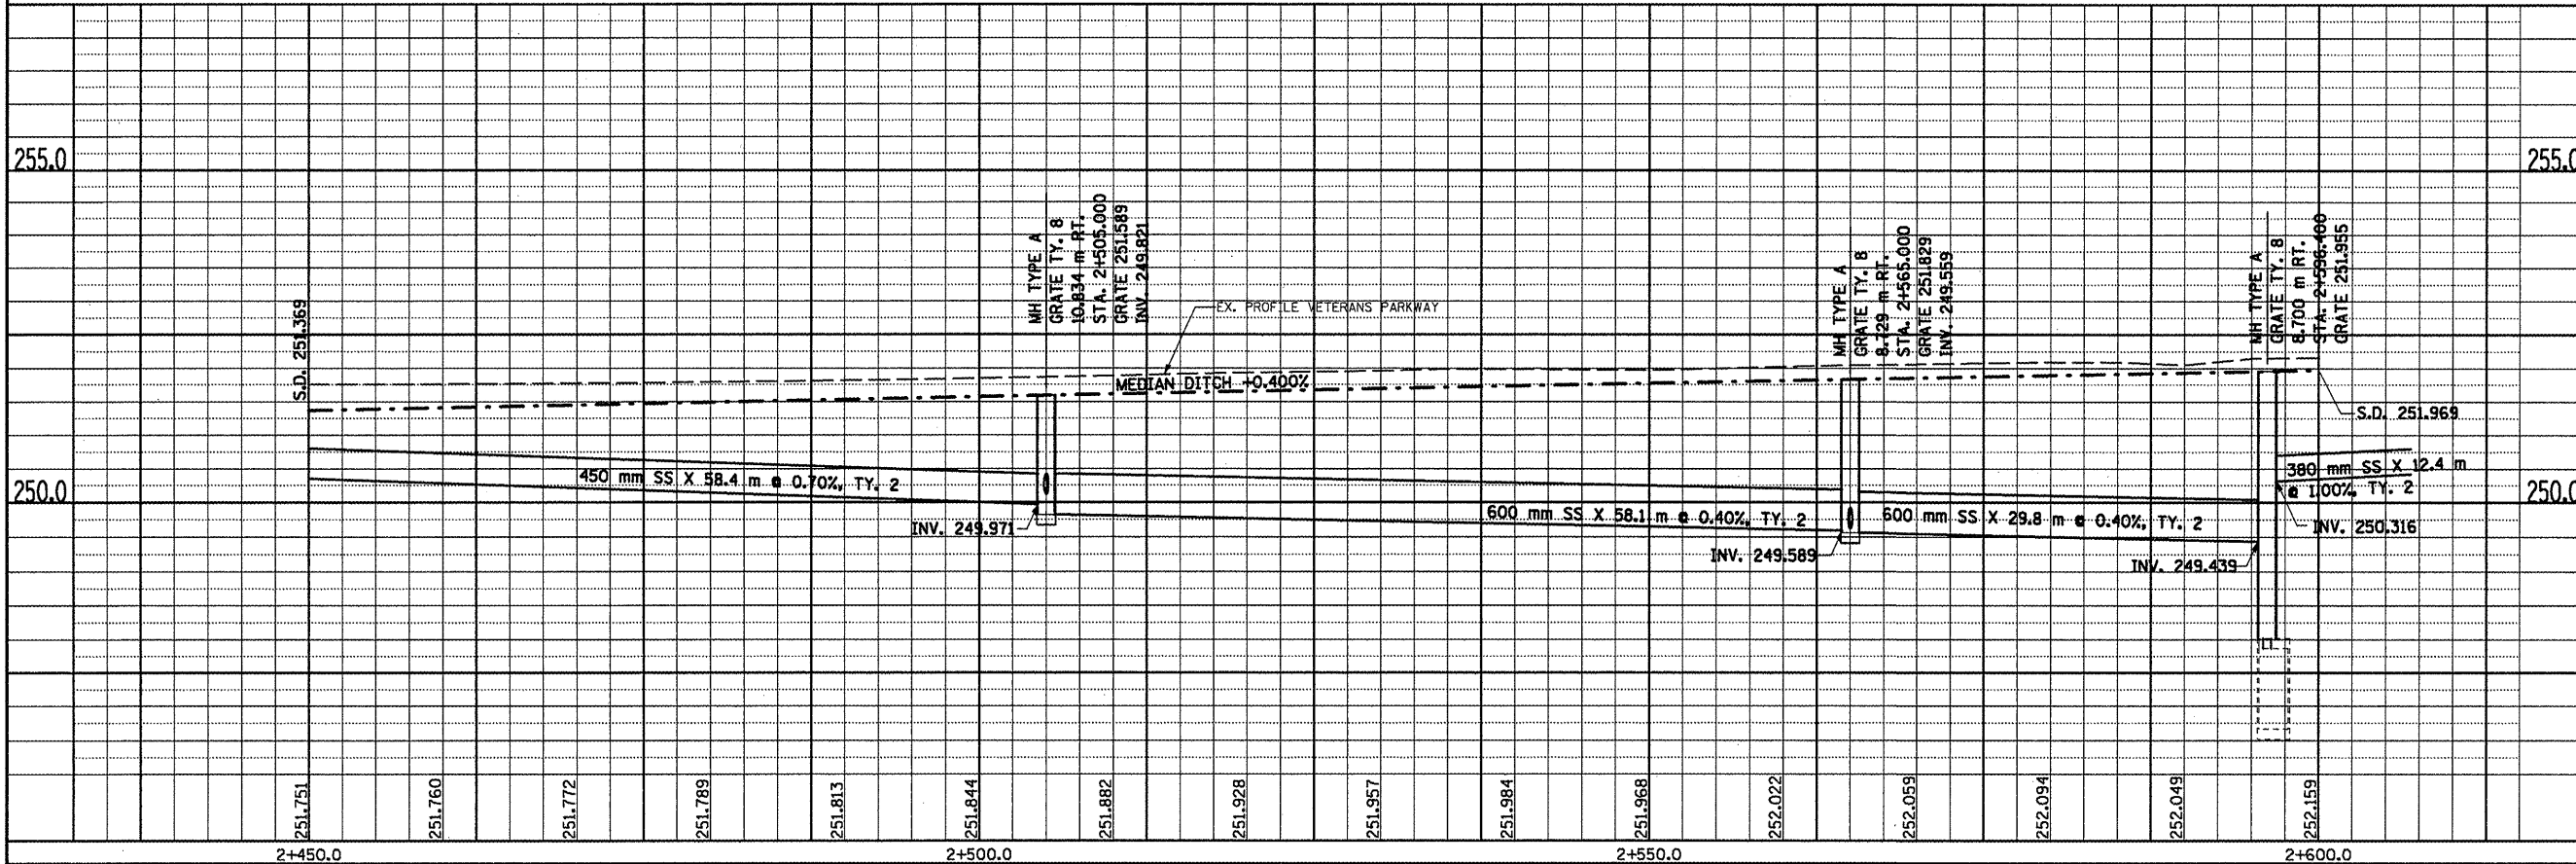 255.0
255.0
MH TYPE A
GRATE TY. 8
10.834 m RT.
STA. 2+505.000
GRATE 251.589
INV. 249.821
MH TYPE A
GRATE TY. 8
8.729 m RT.
STA. 2+565.000
GRATE 251.829
INV. 249.559
MH TYPE A
GRATE TY. 8
8.700 m RT.
STA. 2+596.400
GRATE 251.955
S.D. 251.369
EX. PROFILE VETERANS PARKWAY
MEDIAN DITCH +0.400%
S.D. 251.969
450 mm SS X 58.4 m @ 0.70%, TY. 2
380 mm SS X 12.4 m
@ 1.00%, TY. 2
250.0
250.0
600 mm SS X 58.1 m @ 0.40%, TY. 2
600 mm SS X 29.8 m @ 0.40%, TY. 2
INV. 249.971
INV. 250.316
INV. 249.589
INV. 249.439
251.751
251.760
251.772
251.789
251.813
251.844
251.882
251.928
251.957
251.984
251.968
252.022
252.059
252.094
252.049
252.159
2+450.0
2+500.0
2+550.0
2+600.0